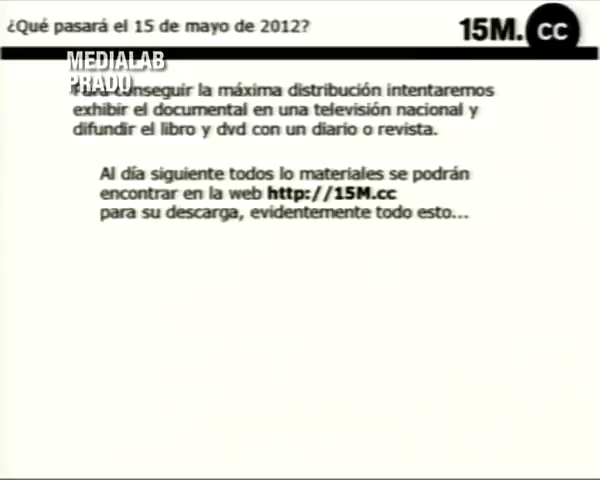 ¿Qué pasará el 15 de mayo de 2012?
15M.cc
MEDIALAB
PRADO
Para conseguir la máxima distribución intentaremos
exhibir el documental en una televisión nacional y
difundir el libro y dvd con un diario o revista.
Al día siguiente todos lo materiales se podrán
encontrar en la web http://15M.cc
para su descarga, evidentemente todo esto...